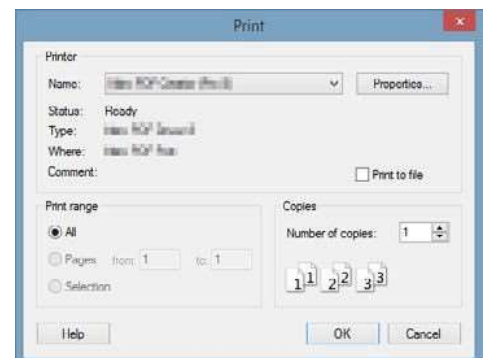 Print
Printer
Name: Properties...
Status: Ready
Type:
Where:
Comment: Print to file
Print range
All
Pages from: 1 to: 1
Selection
Copies
Number of copies: 1
1 1 2 2 3 3
Help OK Cancel